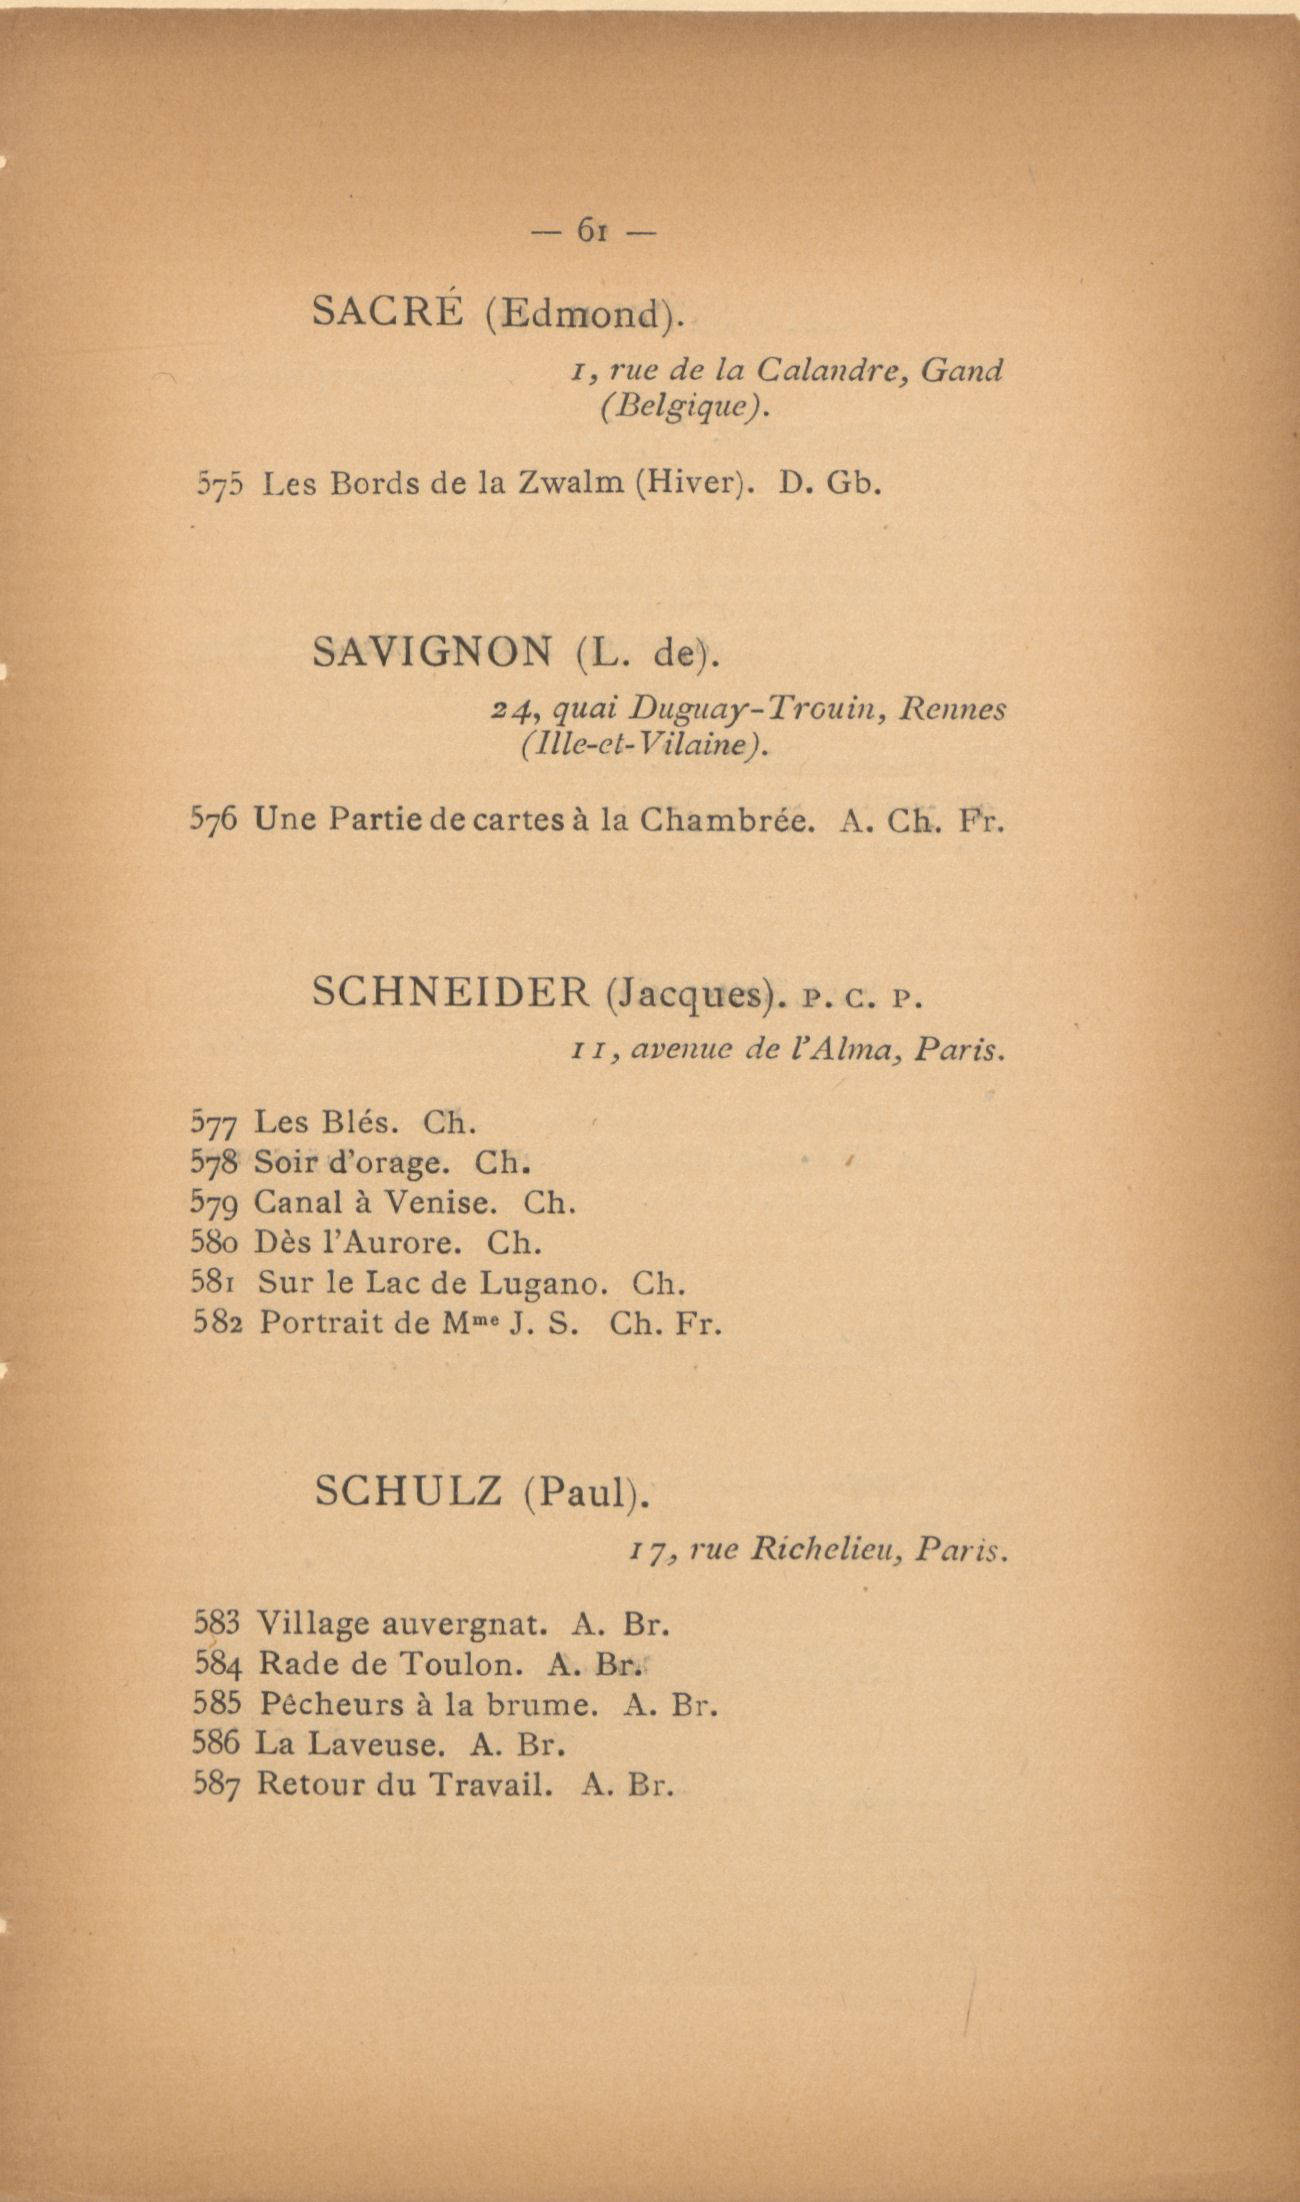 — 61 —
SACRÉ (Edmond).
1, rue de la Calandre, Gand
(Belgique).
575 Les Bords de la Zwalm (Hiver). D. Gb.
SAVIGNON (L. de).
24, quai Duguay-Trouin, Rennes
(Ille-et-Vilaine).
576 Une Partie de cartes à la Chambrée. A. Ch. Fr.
SCHNEIDER (Jacques). P. C. P.
11, avenue de l'Alma, Paris.
577 Les Blés. Ch.
578 Soir d'orage. Ch.
579 Canal à Venise. Ch.
580 Dès l'Aurore. Ch.
581 Sur le Lac de Lugano. Ch.
582 Portrait de Mme J. S. Ch. Fr.
SCHULZ (Paul).
17, rue Richelieu, Paris.
583 Village auvergnat. A. Br.
584 Rade de Toulon. A. Br.
585 Pêcheurs à la brume. A. Br.
586 La Laveuse. A. Br.
587 Retour du Travail. A. Br.